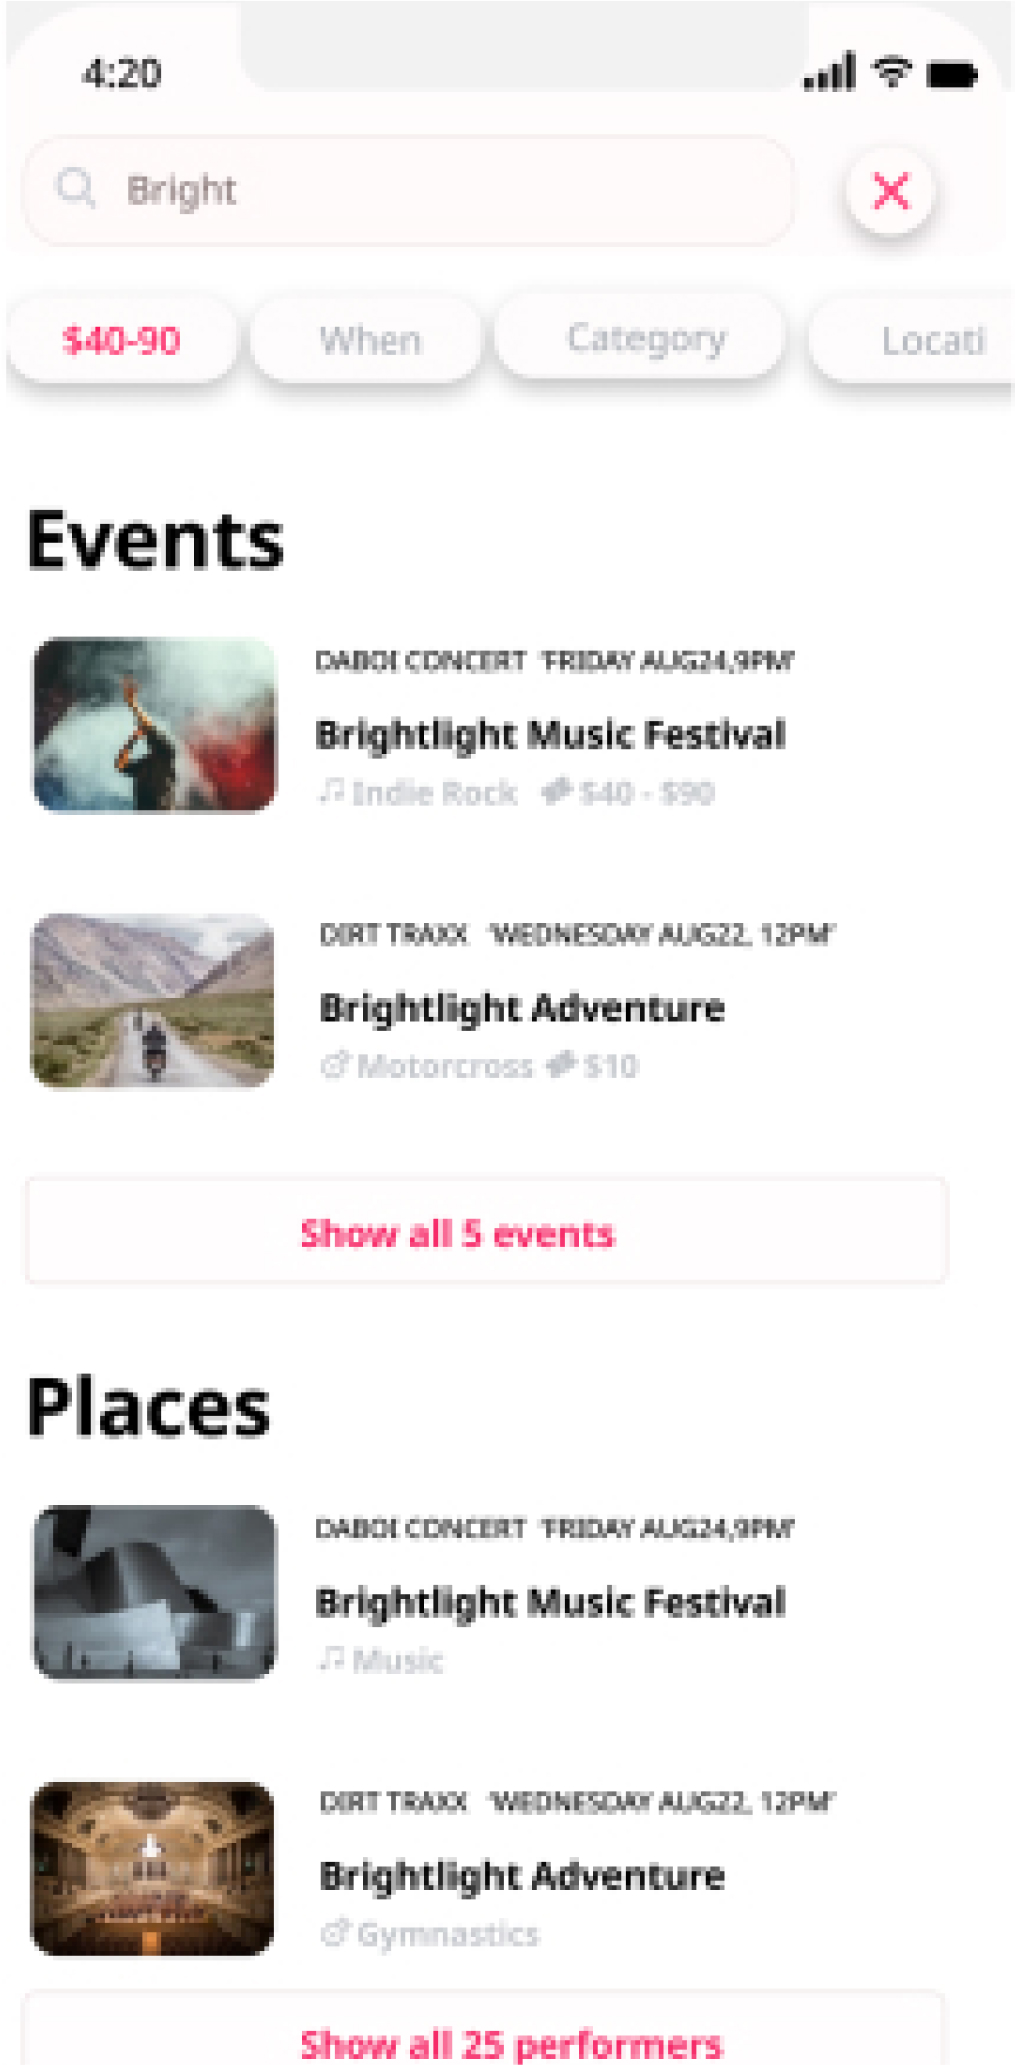 4:20
Bright
$40-90 When Category Locati
Events
DABOI CONCERT 'FRIDAY AUG24,9PM'
Brightlight Music Festival
Indie Rock $40 - $90
DIRT TRAXX 'WEDNESDAY AUG22, 12PM'
Brightlight Adventure
Motorcross $10
Show all 5 events
Places
DABOI CONCERT 'FRIDAY AUG24,9PM'
Brightlight Music Festival
Music
DIRT TRAXX 'WEDNESDAY AUG22, 12PM'
Brightlight Adventure
Gymnastics
Show all 25 performers